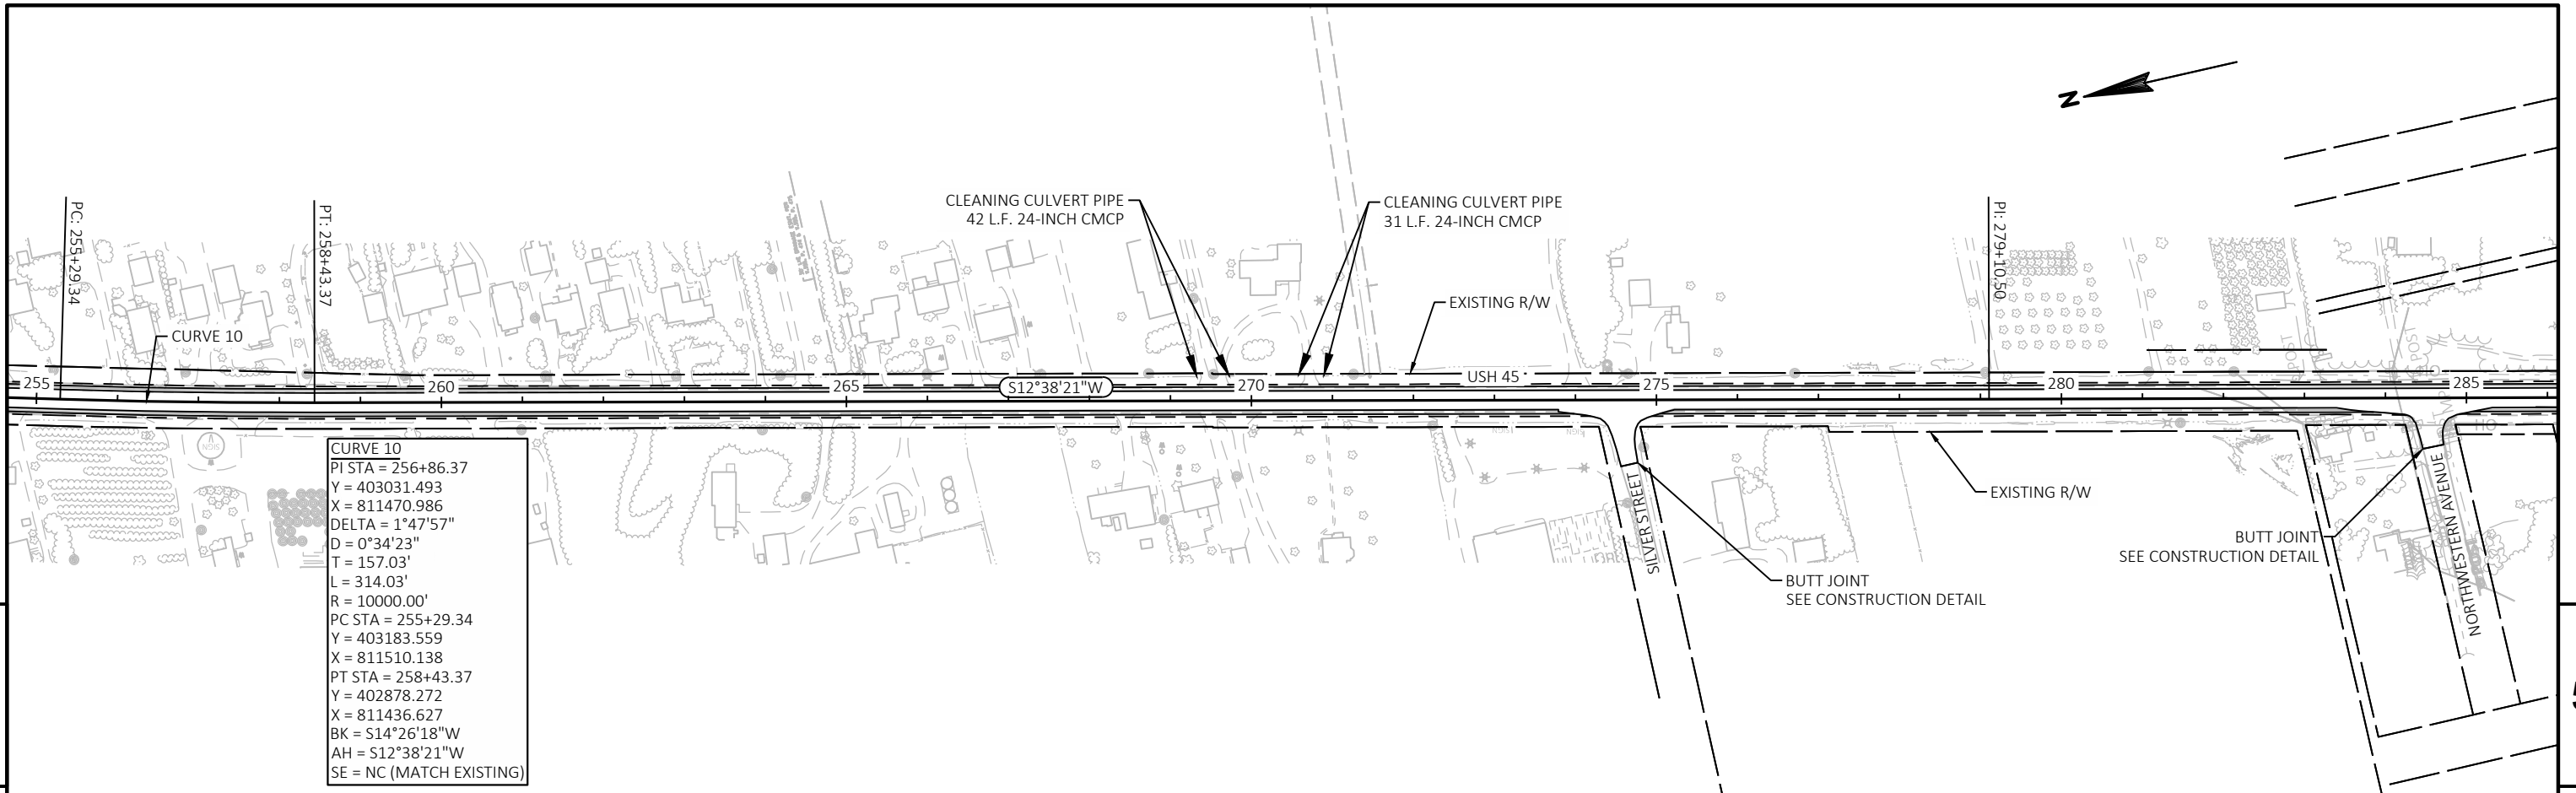 N
PC: 255+29.34
PT: 258+43.37
CLEANING CULVERT PIPE
42 L.F. 24-INCH CMCP
CLEANING CULVERT PIPE
31 L.F. 24-INCH CMCP
PI: 279+10.50
EXISTING R/W
CURVE 10
USH 45
255
260
265
S12°38'21"W
270
275
280
285
CURVE 10
PI STA = 256+86.37
Y = 403031.493
X = 811470.986
DELTA = 1°47'57"
D = 0°34'23"
T = 157.03'
L = 314.03'
R = 10000.00'
PC STA = 255+29.34
Y = 403183.559
X = 811510.138
PT STA = 258+43.37
Y = 402878.272
X = 811436.627
BK = S14°26'18"W
AH = S12°38'21"W
SE = NC (MATCH EXISTING)
SIGN
SILVER STREET
EXISTING R/W
BUTT JOINT
SEE CONSTRUCTION DETAIL
BUTT JOINT
SEE CONSTRUCTION DETAIL
NORTHWESTERN AVENUE